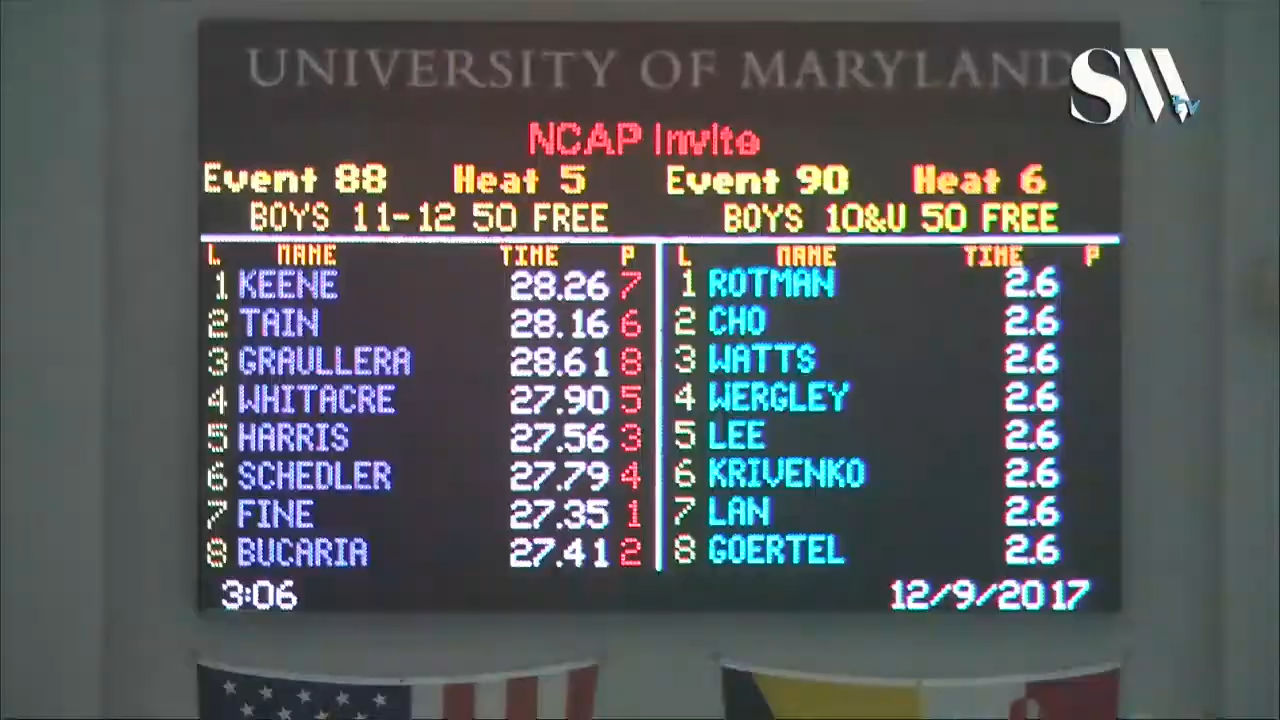 UNIVERSITY OF MARYLAND
SW tv
NCAP Invite
Event 88 Heat 5 Event 90 Heat 6
BOYS 11-12 50 FREE BOYS 10&U 50 FREE
L NAME TIME P L NAME TIME P
1 KEENE 28.26 7 1 ROTMAN 2.6
2 TAIN 28.16 6 2 CHO 2.6
3 GRAULLERA 28.61 8 3 WATTS 2.6
4 WHITACRE 27.90 5 4 WERGLEY 2.6
5 HARRIS 27.56 3 5 LEE 2.6
6 SCHEDLER 27.79 4 6 KRIVENKO 2.6
7 FINE 27.35 1 7 LAN 2.6
8 BUCARIA 27.41 2 8 GOERTEL 2.6
3:06 12/9/2017